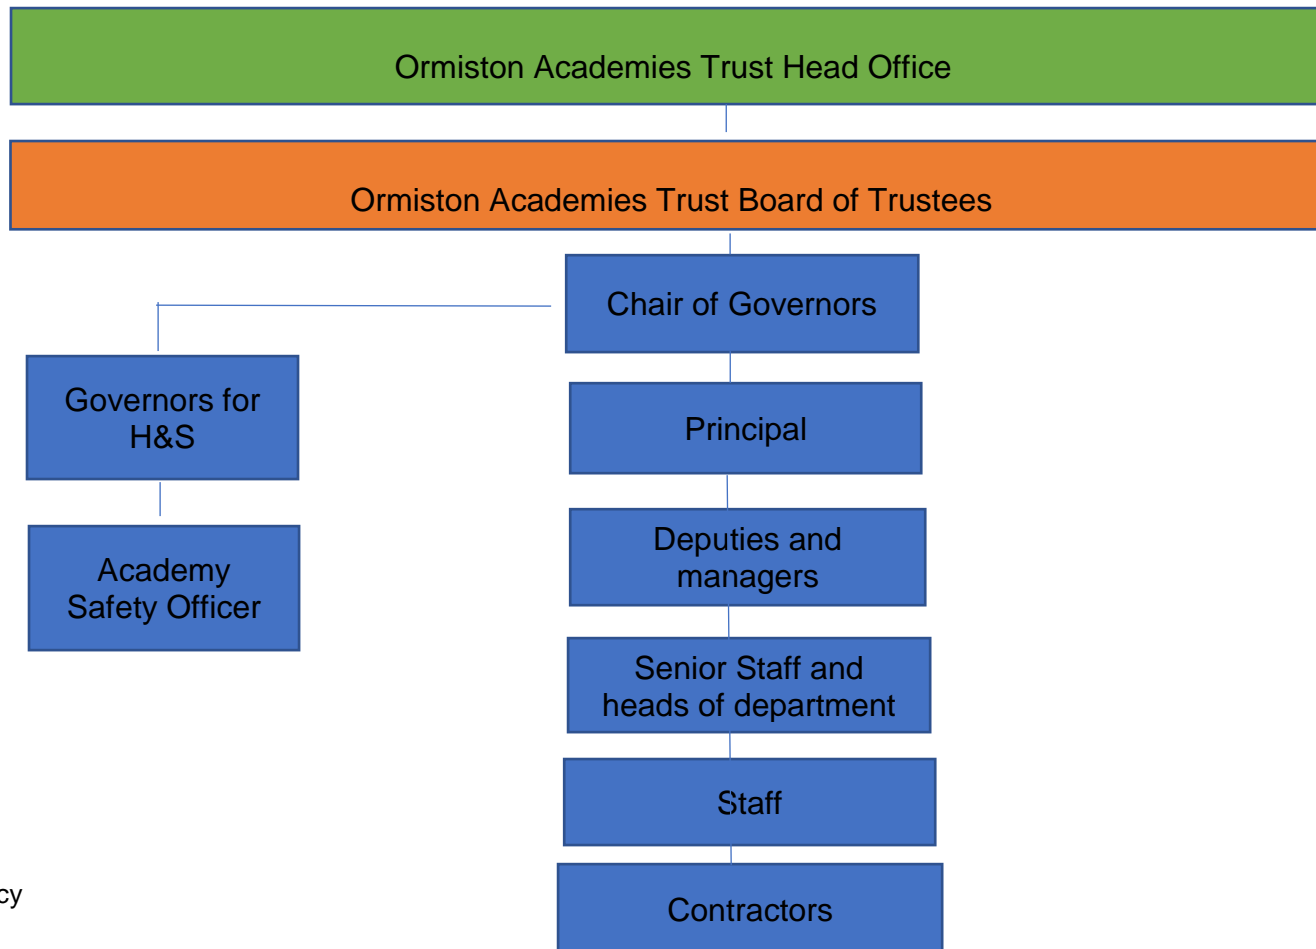 Ormiston Academies Trust Head Office
Ormiston Academies Trust Board of Trustees
Chair of Governors
Governors for
H&S
Principal
Academy
Safety Officer
Deputies and
managers
Senior Staff and
heads of department
Staff
Contractors
cy